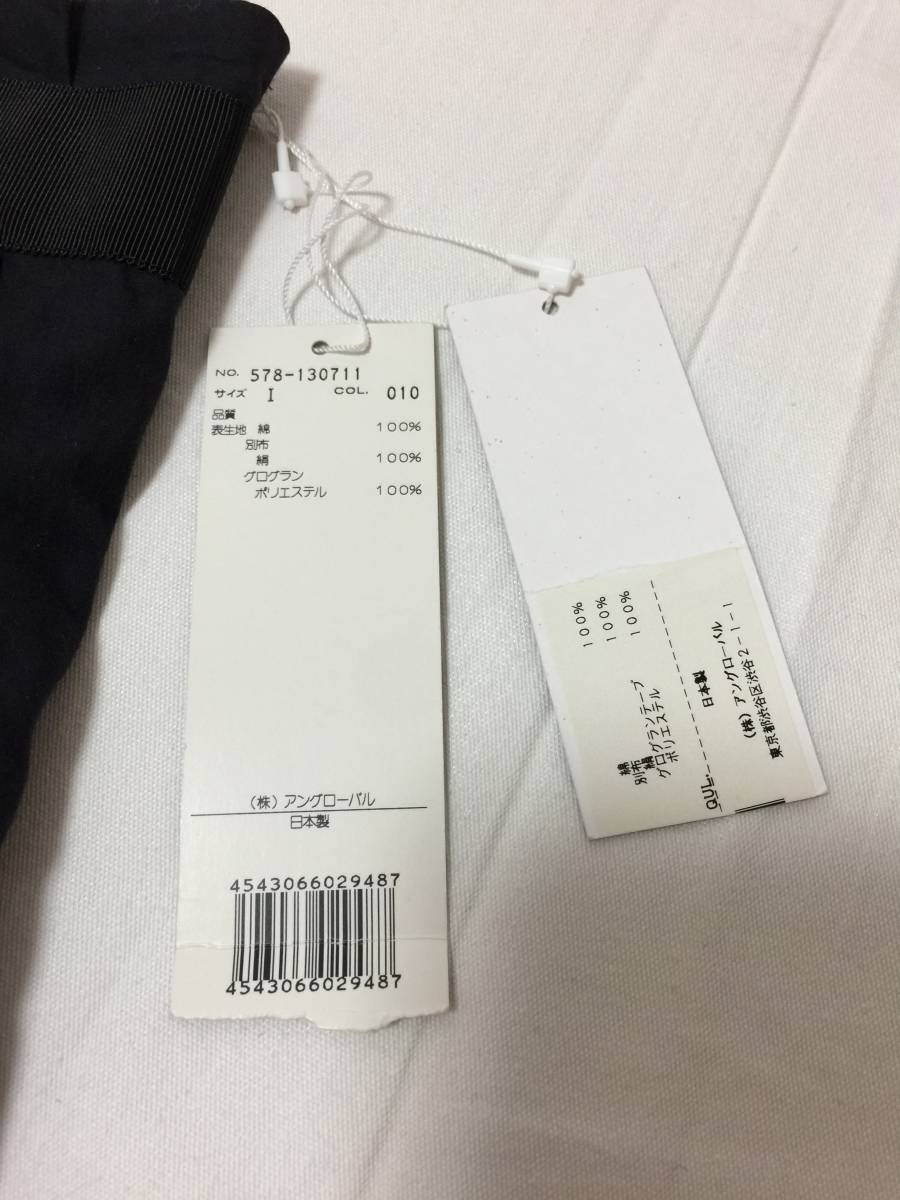 NO. 578-130711
サイズ I COL. 010
品質
表生地 綿 100%
別布
絹 100%
グログラン
ポリエステル 100%
(株)アングローバル
日本製
4543066029487
4543066029487
綿 100%
別布 絹 100%
グログランテープ
ポリエステル 100%
QUL.
日本製
(株)アングローバル
東京都渋谷区渋谷2-1-1